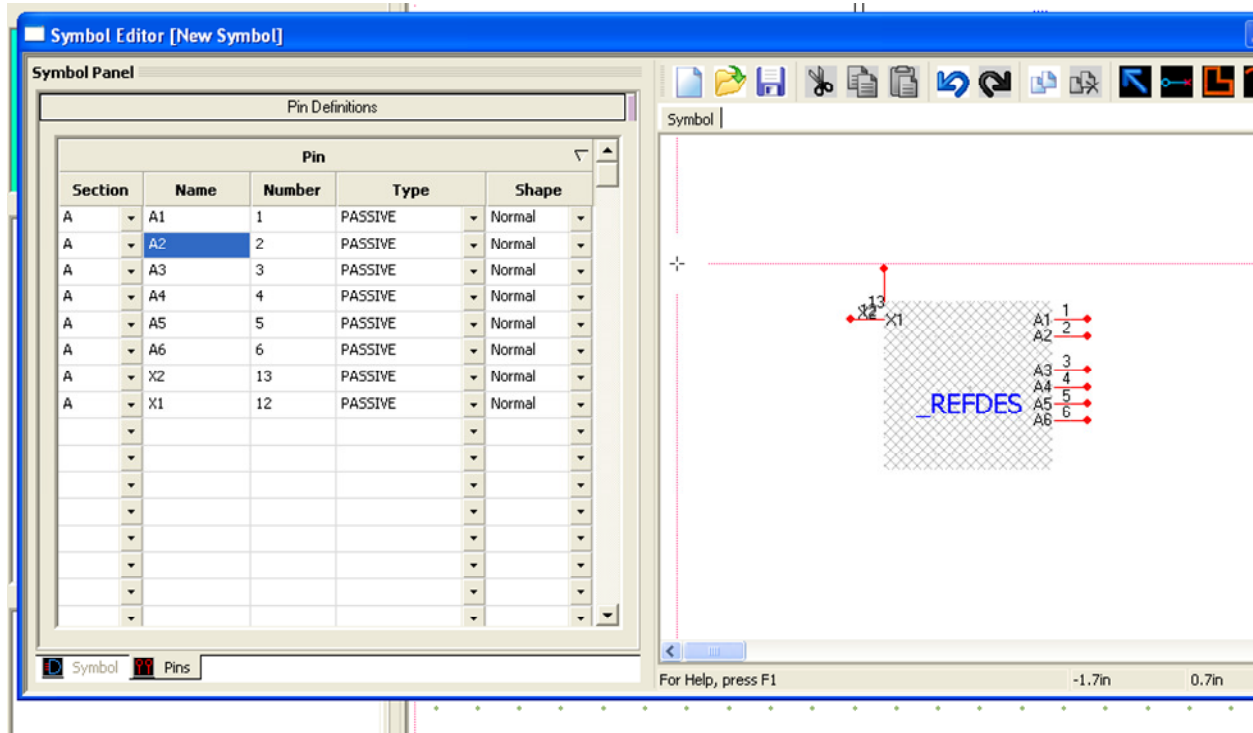 Symbol Editor [New Symbol]
Symbol Panel
Pin Definitions
Pin
Section Name Number Type Shape
A A1 1 PASSIVE Normal
A A2 2 PASSIVE Normal
A A3 3 PASSIVE Normal
A A4 4 PASSIVE Normal
A A5 5 PASSIVE Normal
A A6 6 PASSIVE Normal
A X2 13 PASSIVE Normal
A X1 12 PASSIVE Normal
Symbol Pins
Symbol
13
X2
X1
A1 1
A2 2
A3 3
A4 4
_REFDES A5 5
A6 6
For Help, press F1 -1.7in 0.7in